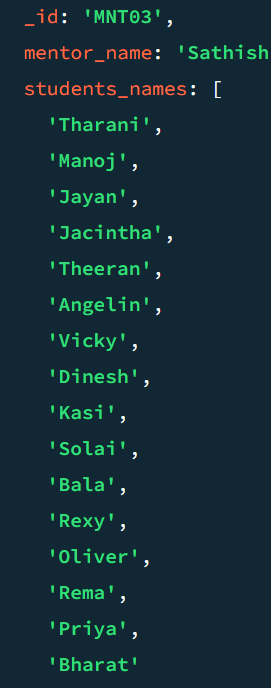 _id: 'MNT03',
mentor_name: 'Sathish
students_names: [
'Tharani',
'Manoj',
'Jayan',
'Jacintha',
'Theeran',
'Angelin',
'Vicky',
'Dinesh',
'Kasi',
'Solai',
'Bala',
'Rexy',
'Oliver',
'Rema',
'Priya',
'Bharat'